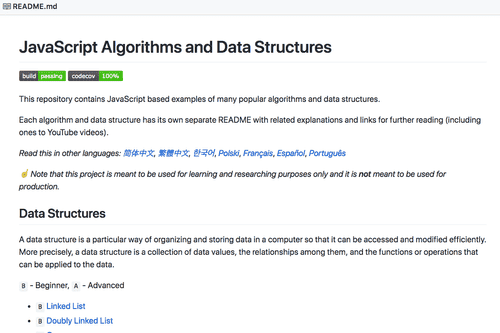 README.md
JavaScript Algorithms and Data Structures
build passing codecov 100%
This repository contains JavaScript based examples of many popular algorithms and data structures.
Each algorithm and data structure has its own separate README with related explanations and links for further reading (including
ones to YouTube videos).
Read this in other languages: 简体中文, 繁體中文, 한국어, Polski, Français, Español, Português
☝ Note that this project is meant to be used for learning and researching purposes only and it is not meant to be used for
production.
Data Structures
A data structure is a particular way of organizing and storing data in a computer so that it can be accessed and modified efficiently.
More precisely, a data structure is a collection of data values, the relationships among them, and the functions or operations that
can be applied to the data.
B - Beginner, A - Advanced
• B Linked List
• B Doubly Linked List